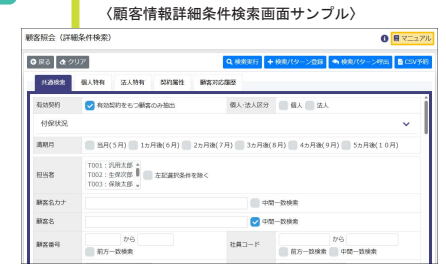 〈顧客情報詳細条件検索画面サンプル〉
顧客照会（詳細条件検索） マニュアル
戻る クリア 検索実行 検索パターン登録 検索パターン呼出 CSV予約
共通検索 個人特有 法人特有 契約属性 顧客対応履歴
有効契約 有効契約をもつ顧客のみ抽出 個人・法人区分 個人 法人
付保状況
満期月 当月(5月) 1カ月後(6月) 2カ月後(7月) 3カ月後(8月) 4カ月後(9月) 5カ月後(10月)
担当者 T001：汎用太郎
T002：生保次郎 左記選択条件を除く
T003：保険太郎
顧客名カナ 中間一致検索
顧客名 中間一致検索
顧客番号 から 社員コード から
前方一致検索 前方一致検索 中間一致検索